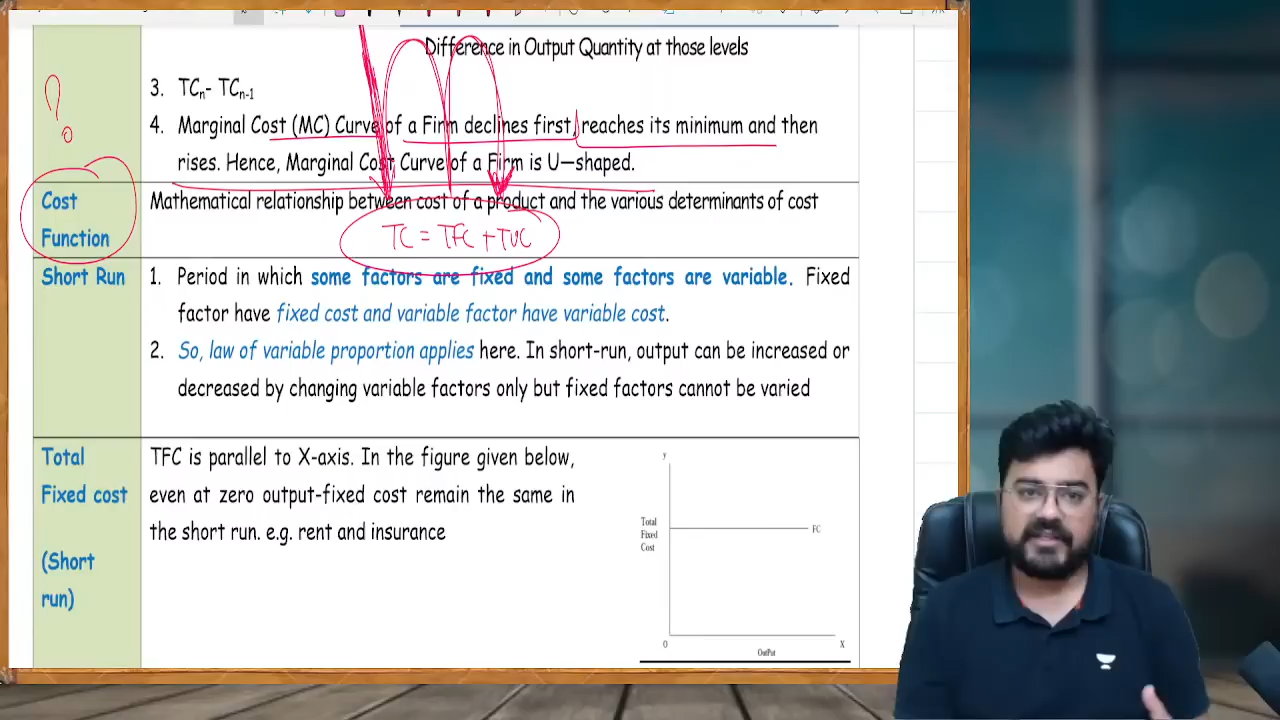 Difference in Output Quantity at those levels
3. TCn- TCn-1
4. Marginal Cost (MC) Curve of a Firm declines first, reaches its minimum and then
rises. Hence, Marginal Cost Curve of a Firm is U—shaped.
?
Cost
Function
Mathematical relationship between cost of a product and the various determinants of cost
TC = TFC + TVC
Short Run
1. Period in which some factors are fixed and some factors are variable. Fixed
factor have fixed cost and variable factor have variable cost.
2. So, law of variable proportion applies here. In short-run, output can be increased or
decreased by changing variable factors only but fixed factors cannot be varied
Total
Fixed cost
(Short
run)
TFC is parallel to X-axis. In the figure given below,
even at zero output-fixed cost remain the same in
the short run. e.g. rent and insurance
y
Total
Fixed
Cost
FC
O
X
OutPut